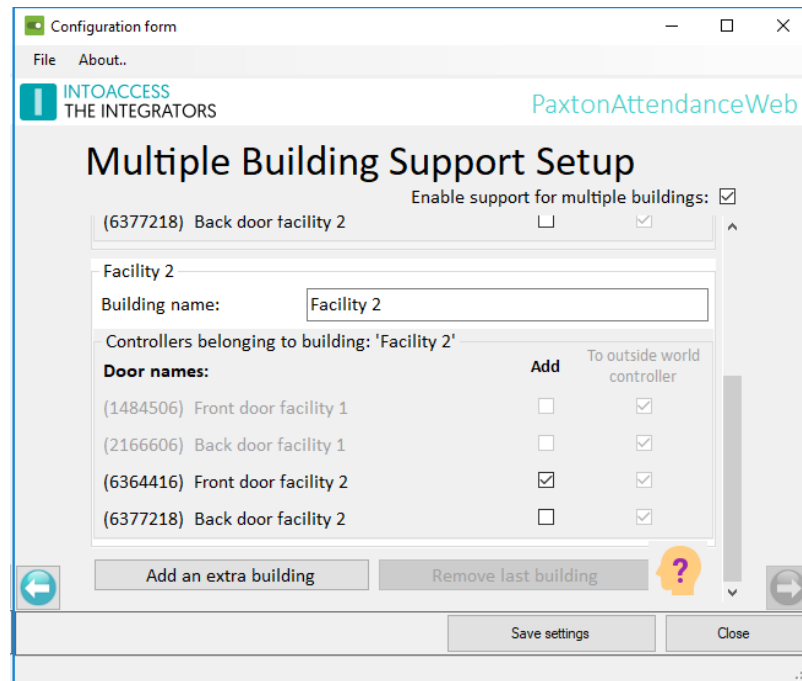 Configuration form
File About..
INTOACCESS
THE INTEGRATORS
PaxtonAttendanceWeb
Multiple Building Support Setup
Enable support for multiple buildings:
(6377218) Back door facility 2
Facility 2
Building name: Facility 2
Controllers belonging to building: 'Facility 2'
Door names: Add To outside world
controller
(1484506) Front door facility 1
(2166606) Back door facility 1
(6364416) Front door facility 2
(6377218) Back door facility 2
Add an extra building Remove last building ?
Save settings Close